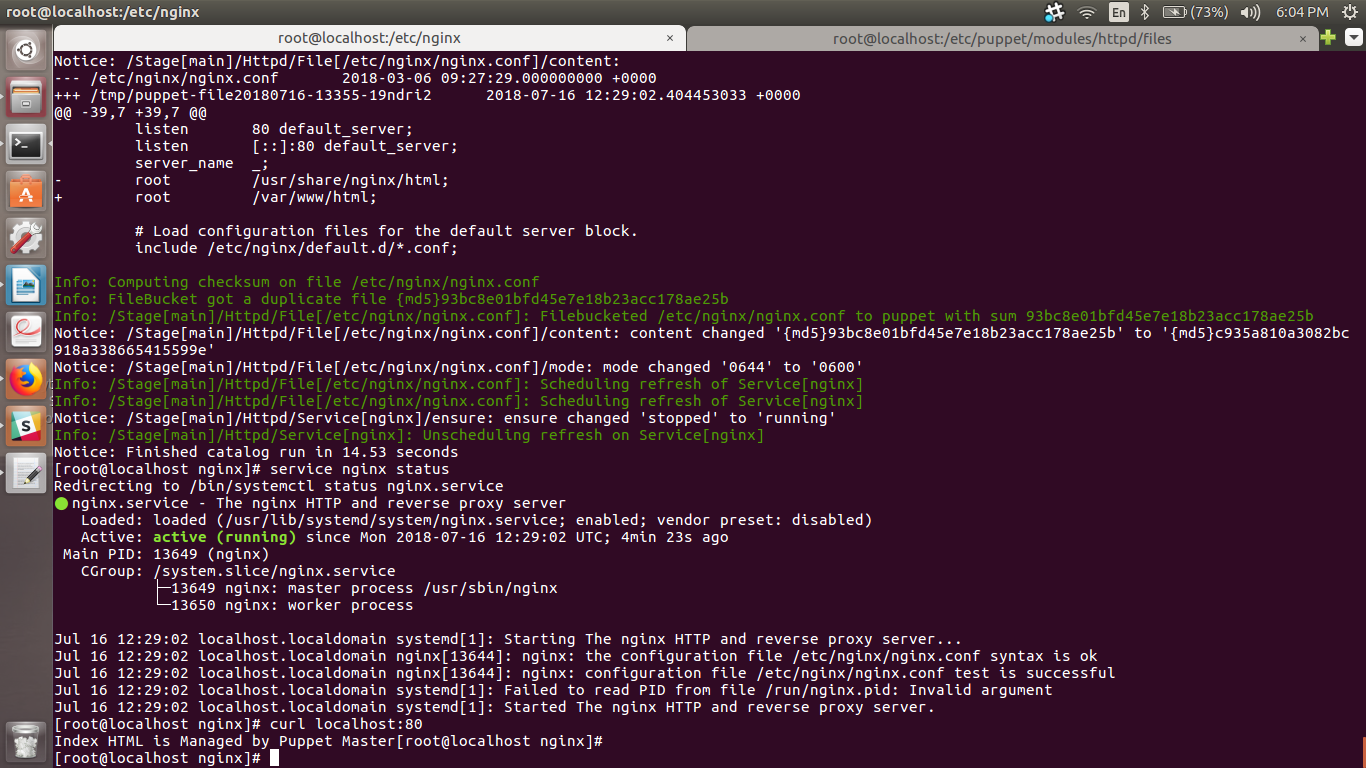 root@localhost:/etc/nginx
En
(73%)
6:04 PM
root@localhost:/etc/nginx ×
root@localhost:/etc/puppet/modules/httpd/files ×
Notice: /Stage[main]/Httpd/File[/etc/nginx/nginx.conf]/content:
--- /etc/nginx/nginx.conf       2018-03-06 09:27:29.000000000 +0000
+++ /tmp/puppet-file20180716-13355-19ndri2      2018-07-16 12:29:02.404453033 +0000
@@ -39,7 +39,7 @@
         listen       80 default_server;
         listen       [::]:80 default_server;
         server_name  _;
-        root         /usr/share/nginx/html;
+        root         /var/www/html;
         # Load configuration files for the default server block.
         include /etc/nginx/default.d/*.conf;
Info: Computing checksum on file /etc/nginx/nginx.conf
Info: FileBucket got a duplicate file {md5}93bc8e01bfd45e7e18b23acc178ae25b
Info: /Stage[main]/Httpd/File[/etc/nginx/nginx.conf]: Filebucketed /etc/nginx/nginx.conf to puppet with sum 93bc8e01bfd45e7e18b23acc178ae25b
Notice: /Stage[main]/Httpd/File[/etc/nginx/nginx.conf]/content: content changed '{md5}93bc8e01bfd45e7e18b23acc178ae25b' to '{md5}c935a810a3082bc
918a338665415599e'
Notice: /Stage[main]/Httpd/File[/etc/nginx/nginx.conf]/mode: mode changed '0644' to '0600'
Info: /Stage[main]/Httpd/File[/etc/nginx/nginx.conf]: Scheduling refresh of Service[nginx]
Info: /Stage[main]/Httpd/File[/etc/nginx/nginx.conf]: Scheduling refresh of Service[nginx]
Notice: /Stage[main]/Httpd/Service[nginx]/ensure: ensure changed 'stopped' to 'running'
Info: /Stage[main]/Httpd/Service[nginx]: Unscheduling refresh on Service[nginx]
Notice: Finished catalog run in 14.53 seconds
[root@localhost nginx]# service nginx status
Redirecting to /bin/systemctl status nginx.service
● nginx.service - The nginx HTTP and reverse proxy server
   Loaded: loaded (/usr/lib/systemd/system/nginx.service; enabled; vendor preset: disabled)
   Active: active (running) since Mon 2018-07-16 12:29:02 UTC; 4min 23s ago
 Main PID: 13649 (nginx)
   CGroup: /system.slice/nginx.service
           ├─13649 nginx: master process /usr/sbin/nginx
           └─13650 nginx: worker process
Jul 16 12:29:02 localhost.localdomain systemd[1]: Starting The nginx HTTP and reverse proxy server...
Jul 16 12:29:02 localhost.localdomain nginx[13644]: nginx: the configuration file /etc/nginx/nginx.conf syntax is ok
Jul 16 12:29:02 localhost.localdomain nginx[13644]: nginx: configuration file /etc/nginx/nginx.conf test is successful
Jul 16 12:29:02 localhost.localdomain systemd[1]: Failed to read PID from file /run/nginx.pid: Invalid argument
Jul 16 12:29:02 localhost.localdomain systemd[1]: Started The nginx HTTP and reverse proxy server.
[root@localhost nginx]# curl localhost:80
Index HTML is Managed by Puppet Master[root@localhost nginx]#
[root@localhost nginx]#